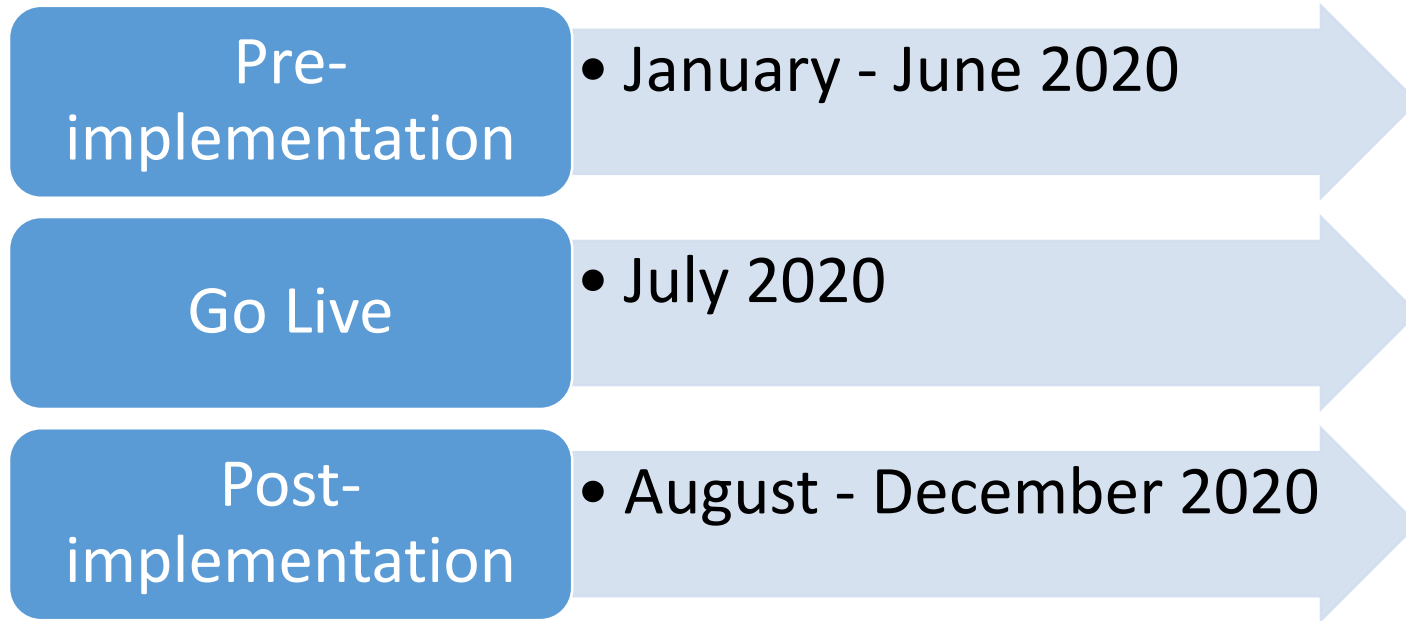 Pre-
implementation
• January - June 2020
Go Live
• July 2020
Post-
implementation
• August - December 2020